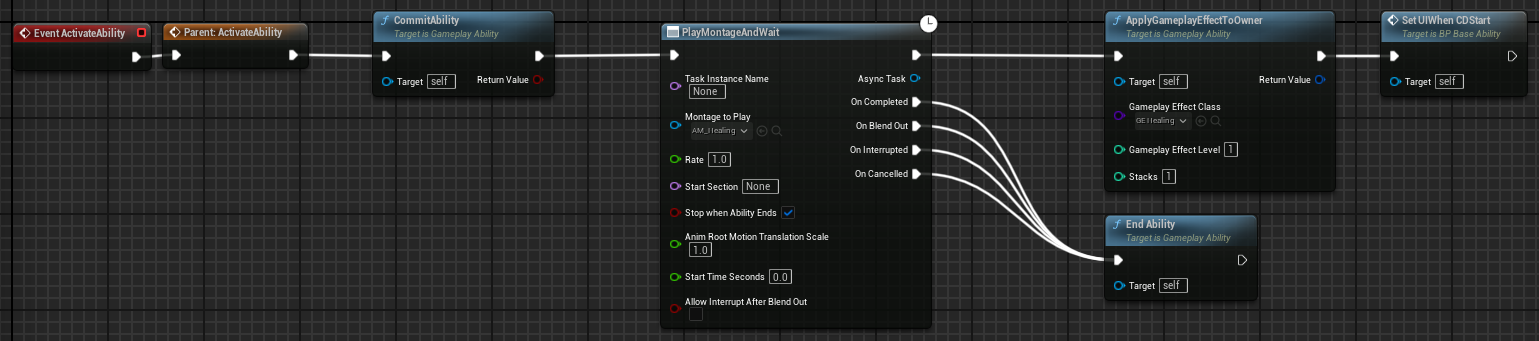 Event ActivateAbility
Parent: ActivateAbility
CommitAbility
Target is Gameplay Ability
Target self
Return Value
PlayMontageAndWait
Task Instance Name
None
Async Task
On Completed
Montage to Play
AM_Healing
On Blend Out
On Interrupted
Rate 1.0
On Cancelled
Start Section None
Stop when Ability Ends
Anim Root Motion Translation Scale
1.0
Start Time Seconds 0.0
Allow Interrupt After Blend Out
ApplyGameplayEffectToOwner
Target is Gameplay Ability
Target self
Return Value
Gameplay Effect Class
GEHealing
Gameplay Effect Level 1
Stacks 1
End Ability
Target is Gameplay Ability
Target self
Set UIWhen CDStart
Target is BP Base Ability
Target self